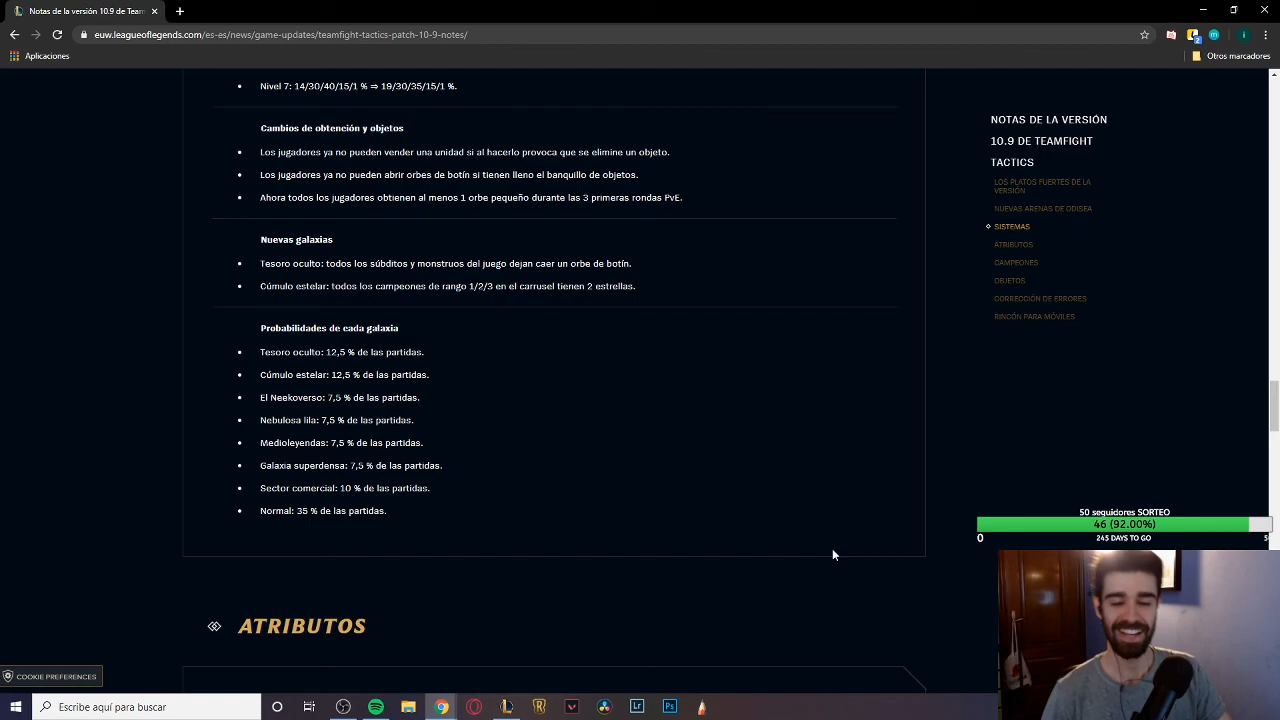 Notas de la versión 10.9 de Team
euw.leagueoflegends.com/es-es/news/game-updates/teamfight-tactics-patch-10-9-notes/
Aplicaciones
Otros marcadores
Nivel 7: 14/30/40/15/1 % ⇒ 19/30/35/15/1 %.
Cambios de obtención y objetos
Los jugadores ya no pueden vender una unidad si al hacerlo provoca que se elimine un objeto.
Los jugadores ya no pueden abrir orbes de botín si tienen lleno el banquillo de objetos.
Ahora todos los jugadores obtienen al menos 1 orbe pequeño durante las 3 primeras rondas PvE.
Nuevas galaxias
Tesoro oculto: todos los súbditos y monstruos del juego dejan caer un orbe de botín.
Cúmulo estelar: todos los campeones de rango 1/2/3 en el carrusel tienen 2 estrellas.
Probabilidades de cada galaxia
Tesoro oculto: 12,5 % de las partidas.
Cúmulo estelar: 12,5 % de las partidas.
El Neekoverso: 7,5 % de las partidas.
Nebulosa lila: 7,5 % de las partidas.
Medioleyendas: 7,5 % de las partidas.
Galaxia superdensa: 7,5 % de las partidas.
Sector comercial: 10 % de las partidas.
Normal: 35 % de las partidas.
ATRIBUTOS
NOTAS DE LA VERSIÓN
10.9 DE TEAMFIGHT
TACTICS
LOS PLATOS FUERTES DE LA
VERSIÓN
NUEVAS ARENAS DE ODISEA
SISTEMAS
ATRIBUTOS
CAMPEONES
OBJETOS
CORRECCIÓN DE ERRORES
RINCÓN PARA MÓVILES
50 seguidores SORTEO
46 (92.00%)
0
245 DAYS TO GO
COOKIE PREFERENCES
Escribe aquí para buscar
Lr
Ps